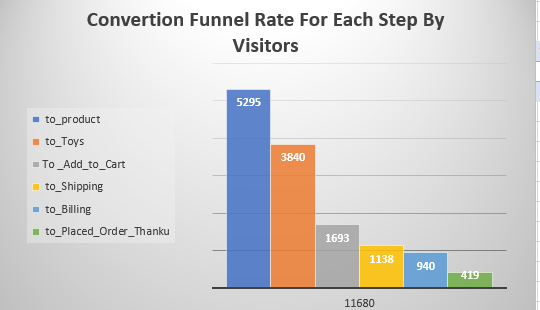 Convertion Funnel Rate For Each Step By
Visitors
to_product
to_Toys
To _Add_to_Cart
to_Shipping
to_Billing
to_Placed_Order_Thanku
5295
3840
1693
1138
940
419
11680